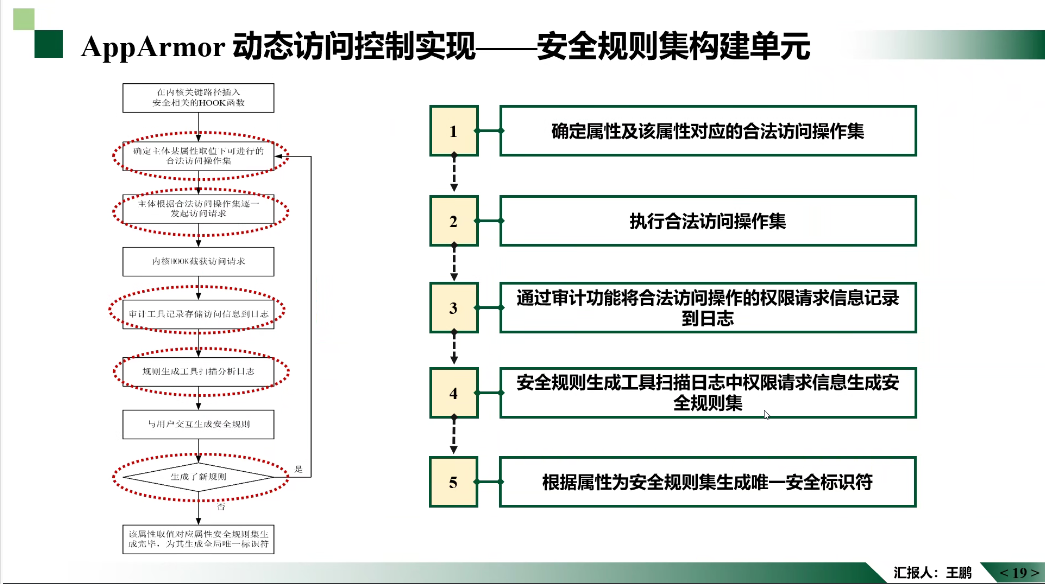 AppArmor 动态访问控制实现——安全规则集构建单元
在内核关键路径插入
安全相关的HOOK函数
确定主体某属性取值下可进行的
合法访问操作集
主体根据合法访问操作集逐一
发起访问请求
内核HOOK截获访问请求
审计工具记录存储访问信息到日志
规则生成工具扫描分析日志
与用户交互生成安全规则
生成了新规则
是
否
该属性取值对应属性安全规则集生
成完毕，为其生成全局唯一标识符
1
确定属性及该属性对应的合法访问操作集
2
执行合法访问操作集
3
通过审计功能将合法访问操作的权限请求信息记录
到日志
4
安全规则生成工具扫描日志中权限请求信息生成安
全规则集
5
根据属性为安全规则集生成唯一安全标识符
汇报人：王鹏
< 19 >